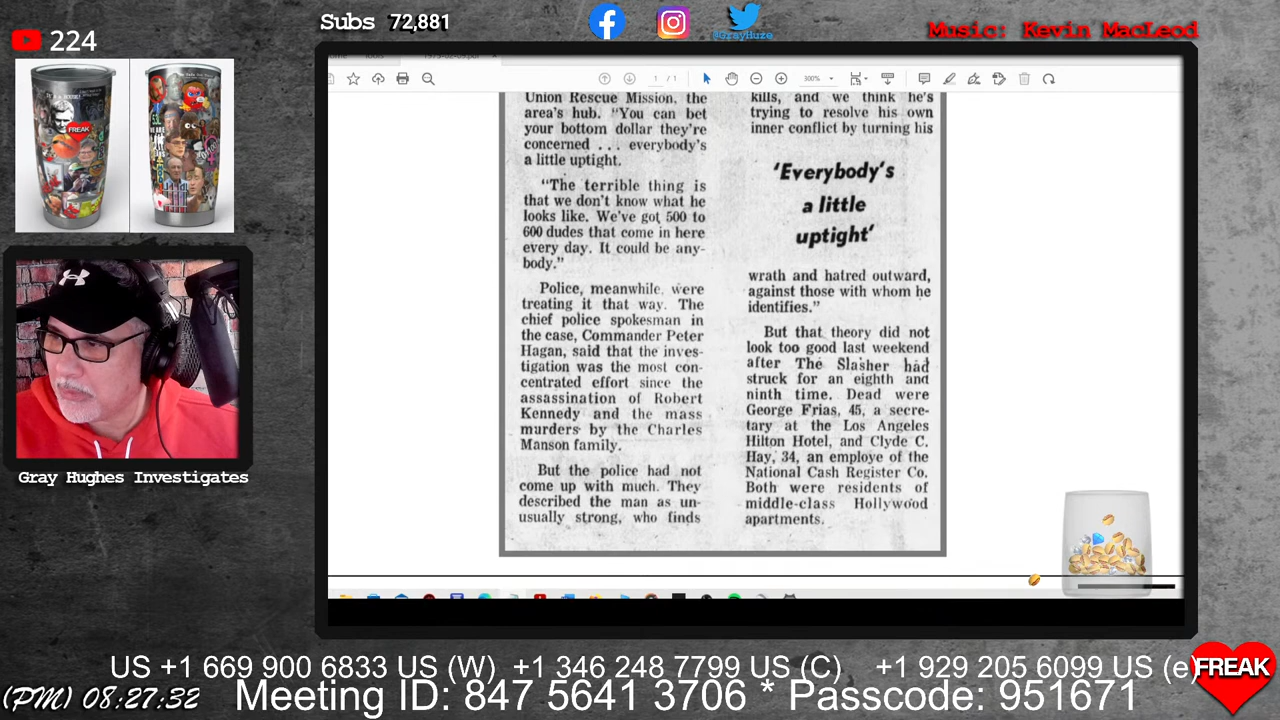 224
Subs 72,881
@GrayHuze
Music: Kevin MacLeod
FREAK
1 / 1
300%
Union Rescue Mission, the
area's hub. "You can bet
your bottom dollar they're
concerned . . . everybody's
a little uptight.
"The terrible thing is
that we don't know what he
looks like. We've got 500 to
600 dudes that come in here
every day. It could be any-
body."
Police, meanwhile, were
treating it that way. The
chief police spokesman in
the case, Commander Peter
Hagan, said that the inves-
tigation was the most con-
centrated effort since the
assassination of Robert
Kennedy and the mass
murders by the Charles
Manson family.
But the police had not
come up with much. They
described the man as un-
usually strong, who finds
kills, and we think he's
trying to resolve his own
inner conflict by turning his
'Everybody's
a little
uptight'
wrath and hatred outward,
against those with whom he
identifies."
But that theory did not
look too good last weekend
after The Slasher had
struck for an eighth and
ninth time. Dead were
George Frias, 45, a secre-
tary at the Los Angeles
Hilton Hotel, and Clyde C.
Hay, 34, an employe of the
National Cash Register Co.
Both were residents of
middle-class Hollywood
apartments.
Gray Hughes Investigates
US +1 669 900 6833 US (W) +1 346 248 7799 US (C) +1 929 205 6099 US (e)
FREAK
(PM) 08:27:32
Meeting ID: 847 5641 3706 * Passcode: 951671